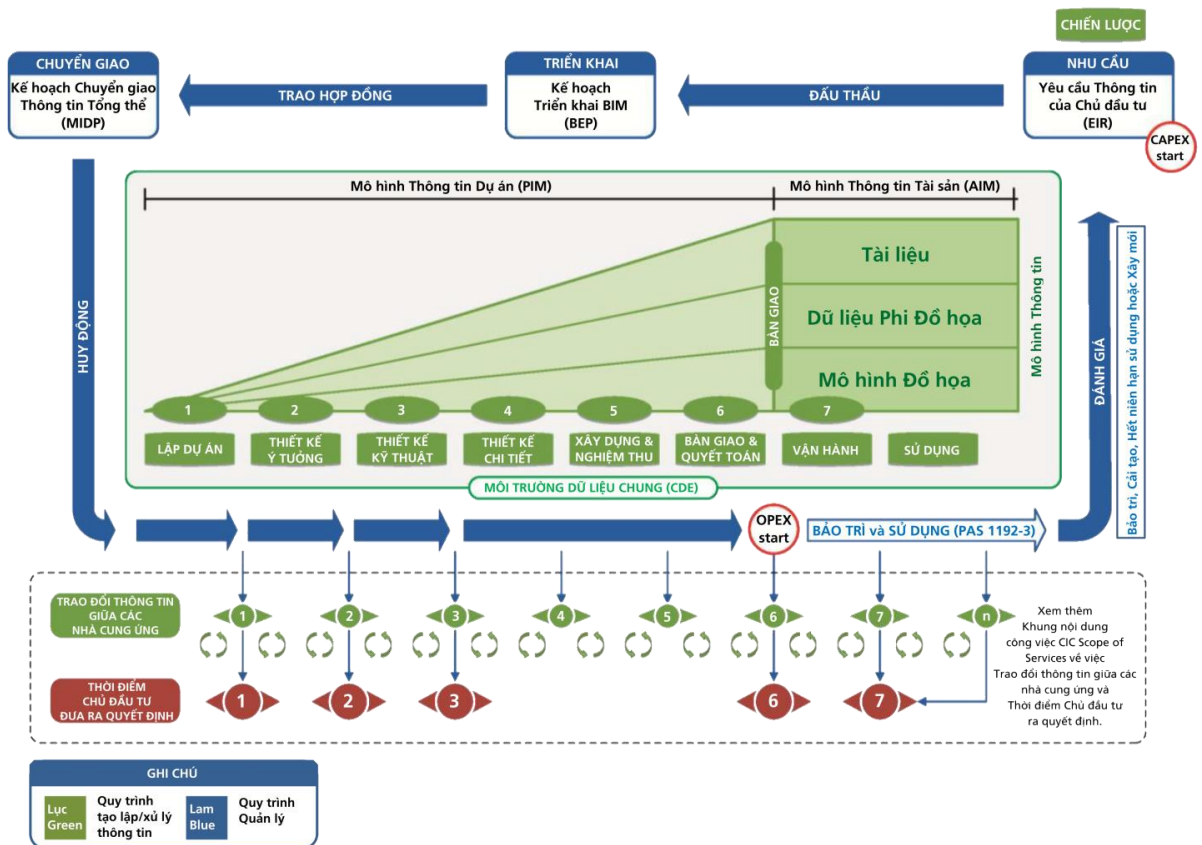 CHIẾN LƯỢC
CHUYỂN GIAO
Kế hoạch Chuyển giao
Thông tin Tổng thể
(MIDP)
TRAO HỢP ĐỒNG
TRIỂN KHAI
Kế hoạch
Triển khai BIM
(BEP)
ĐẤU THẦU
NHU CẦU
Yêu cầu Thông tin
của Chủ đầu tư
(EIR)
CAPEX
start
HUY ĐỘNG
Mô hình Thông tin Dự án (PIM)
Mô hình Thông tin Tài sản (AIM)
Tài liệu
Dữ liệu Phi Đồ họa
Mô hình Đồ họa
BÀN GIAO
Mô hình Thông tin
ĐÁNH GIÁ
Bảo trì, Cải tạo, Hết niên hạn sử dụng hoặc Xây mới
1
2
3
4
5
6
7
LẬP DỰ ÁN
THIẾT KẾ
Ý TƯỞNG
THIẾT KẾ
KỸ THUẬT
THIẾT KẾ
CHI TIẾT
XÂY DỰNG &
NGHIỆM THU
BÀN GIAO &
QUYẾT TOÁN
VẬN HÀNH
SỬ DỤNG
MÔI TRƯỜNG DỮ LIỆU CHUNG (CDE)
OPEX
start
BẢO TRÌ và SỬ DỤNG (PAS 1192-3)
TRAO ĐỔI THÔNG TIN
GIỮA CÁC
NHÀ CUNG ỨNG
1
2
3
4
5
6
7
n
THỜI ĐIỂM
CHỦ ĐẦU TƯ
ĐƯA RA QUYẾT ĐỊNH
1
2
3
6
7
Xem thêm
Khung nội dung
công việc CIC Scope of
Services về việc
Trao đổi thông tin giữa các
nhà cung ứng và
Thời điểm Chủ đầu tư
ra quyết định.
GHI CHÚ
Lục
Green
Quy trình
tạo lập/xủ lý
thông tin
Lam
Blue
Quy trình
Quản lý